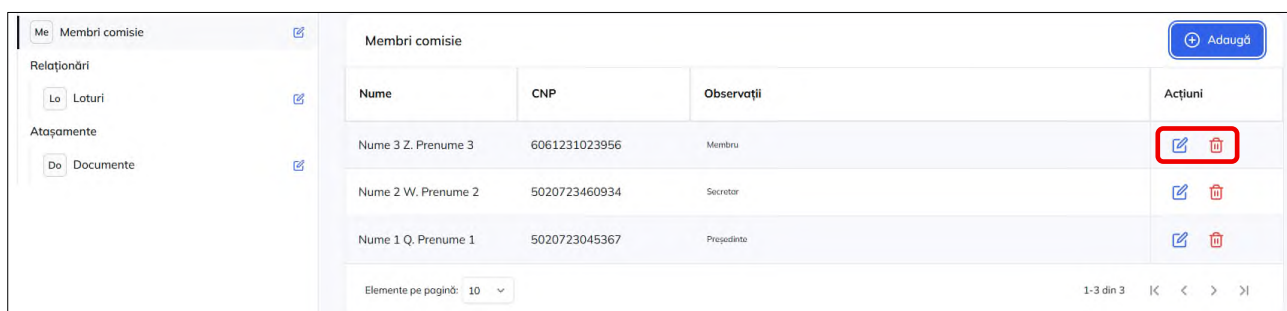 Me Membri comisie
Relaționări
Lo Loturi
Atașamente
Do Documente
Membri comisie
Adaugă
Nume CNP Observații Acțiuni
Nume 3 Z. Prenume 3 6061231023956 Membru
Nume 2 W. Prenume 2 5020723460934 Secretar
Nume 1 Q. Prenume 1 5020723045367 Președinte
Elemente pe pagină: 10 1-3 din 3